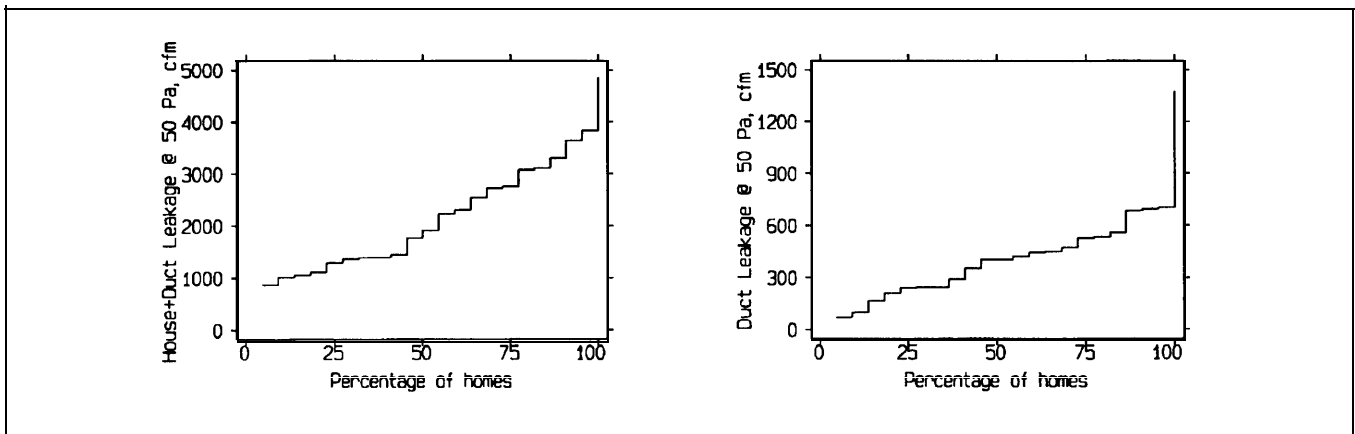 House+Duct Leakage @ 50 Pa, cfm
5000
4000
3000
2000
1000
0
0 25 50 75 100
Percentage of homes
Duct Leakage @ 50 Pa, cfm
1500
1200
900
600
300
0
0 25 50 75 100
Percentage of homes